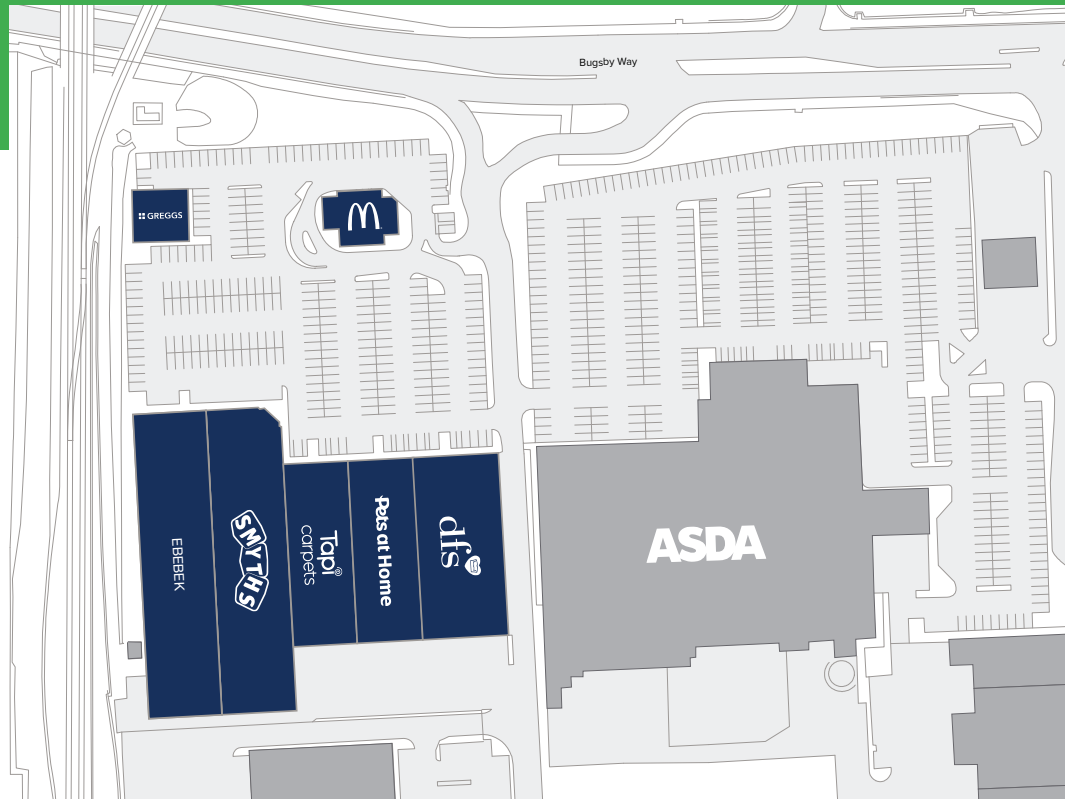 Bugsby Way
GREGGS
M
EBEBEK
SMYTHS
Tapi
carpets
Pets at Home
dfs
ASDA